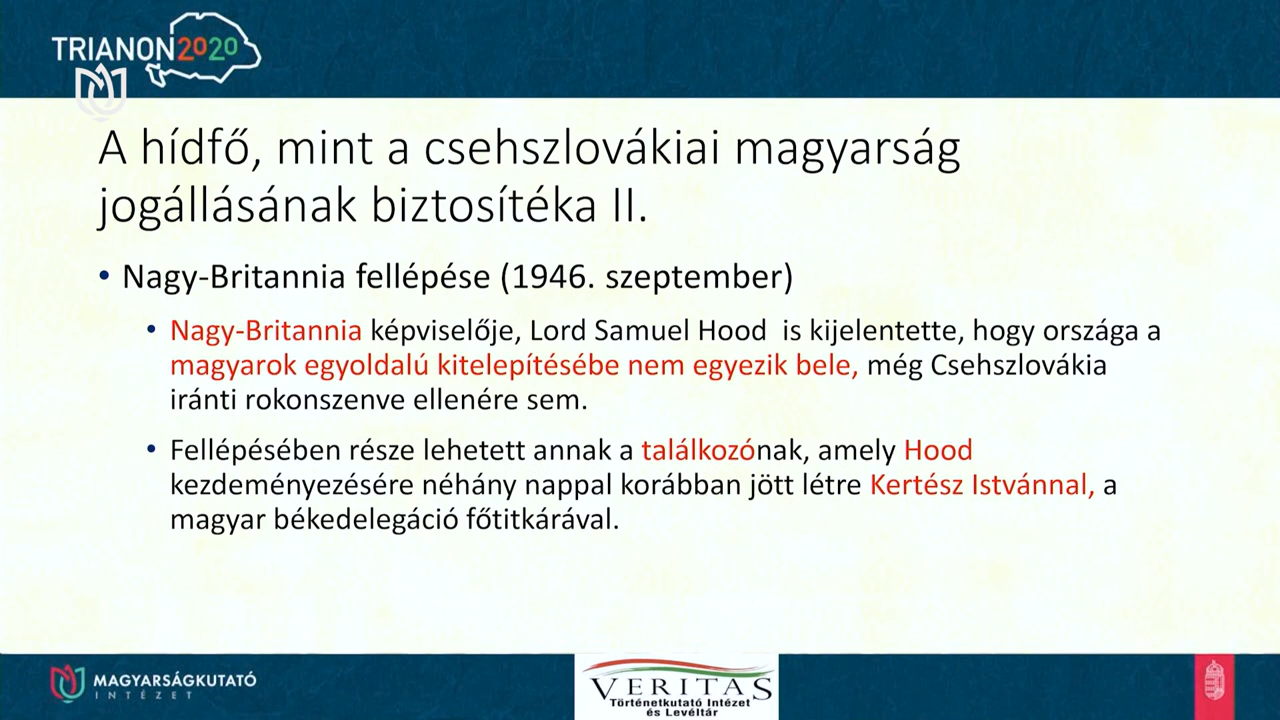 TRIANON2020
A hídfő, mint a csehszlovákiai magyarság
jogállásának biztosítéka II.
• Nagy-Britannia fellépése (1946. szeptember)
• Nagy-Britannia képviselője, Lord Samuel Hood is kijelentette, hogy országa a
magyarok egyoldalú kitelepítésébe nem egyezik bele, még Csehszlovákia
iránti rokonszenve ellenére sem.
• Fellépésében része lehetett annak a találkozónak, amely Hood
kezdeményezésére néhány nappal korábban jött létre Kertész Istvánnal, a
magyar békedelegáció főtitkárával.
MAGYARSÁGKUTATÓ
INTÉZET
VERITAS
Történetkutató Intézet
és Levéltár